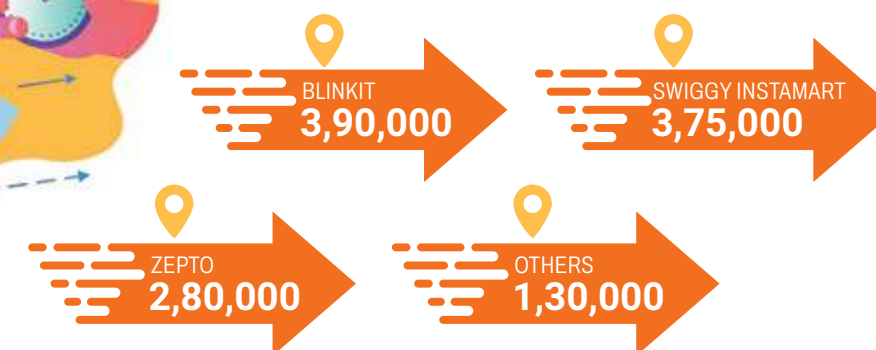 BLINKIT
3,90,000
SWIGGY INSTAMART
3,75,000
ZEPTO
2,80,000
OTHERS
1,30,000